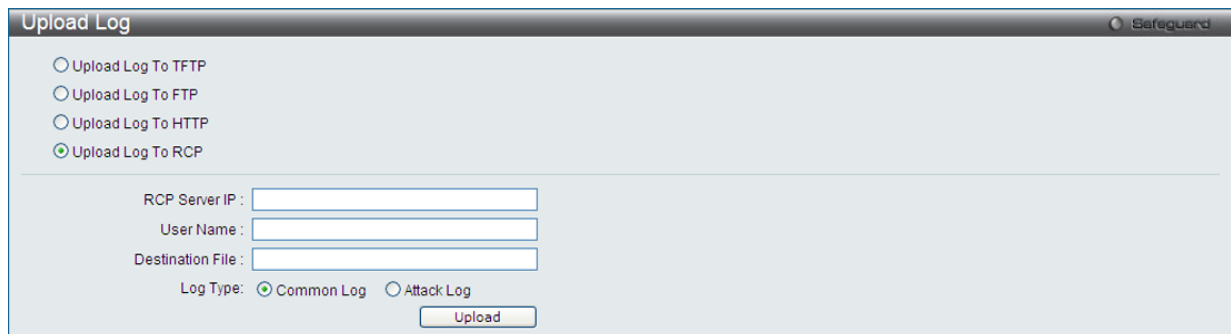 Upload Log
Safeguard
Upload Log To TFTP
Upload Log To FTP
Upload Log To HTTP
Upload Log To RCP
RCP Server IP :
User Name :
Destination File :
Log Type: Common Log Attack Log
Upload